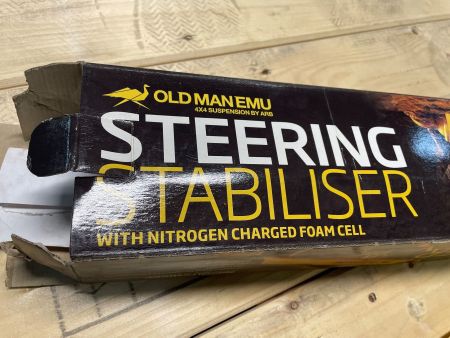 OLD MAN EMU
4X4 SUSPENSION BY ARB
STEERING
STABILISER
WITH NITROGEN CHARGED FOAM CELL